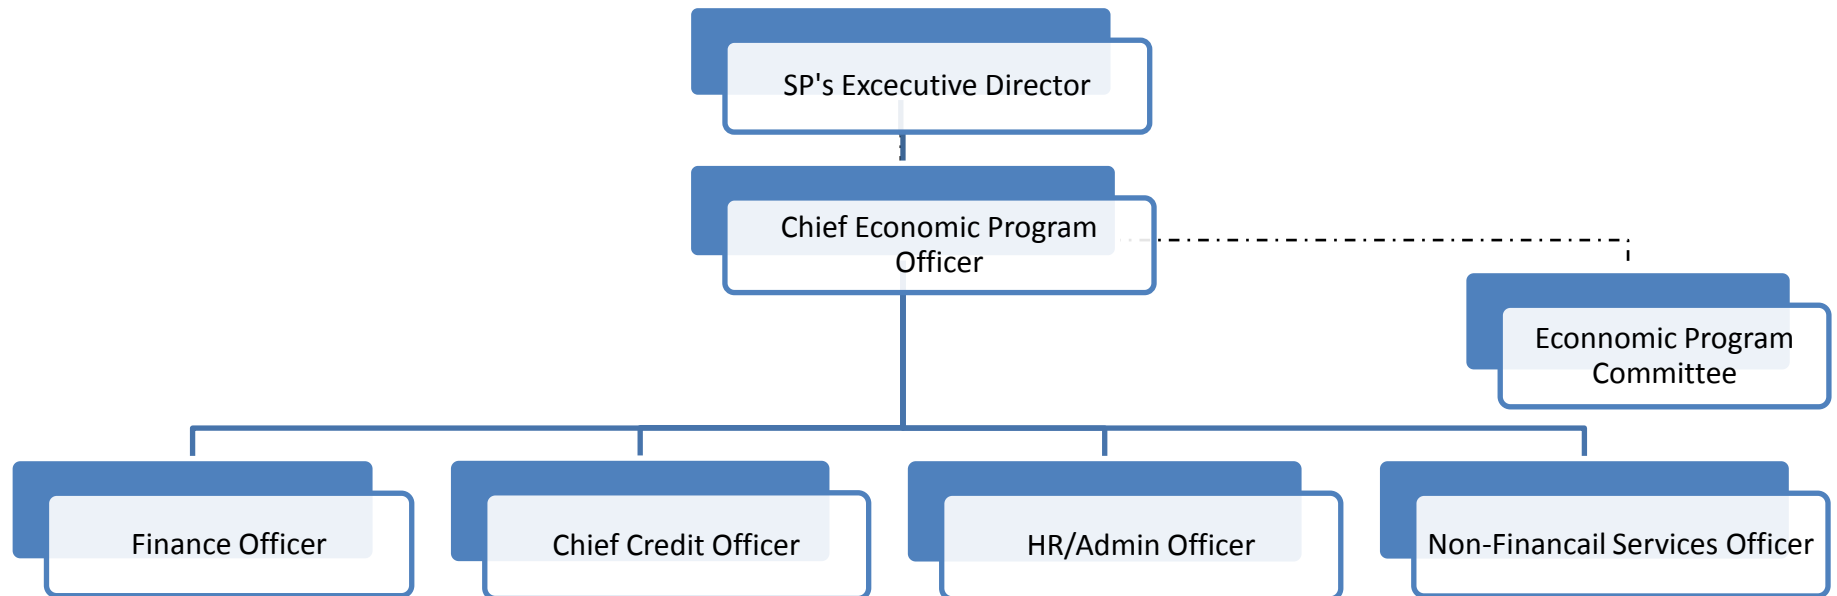 SP's Excecutive Director
Chief Economic Program
Officer
Econnomic Program
Committee
Finance Officer
Chief Credit Officer
HR/Admin Officer
Non-Financail Services Officer